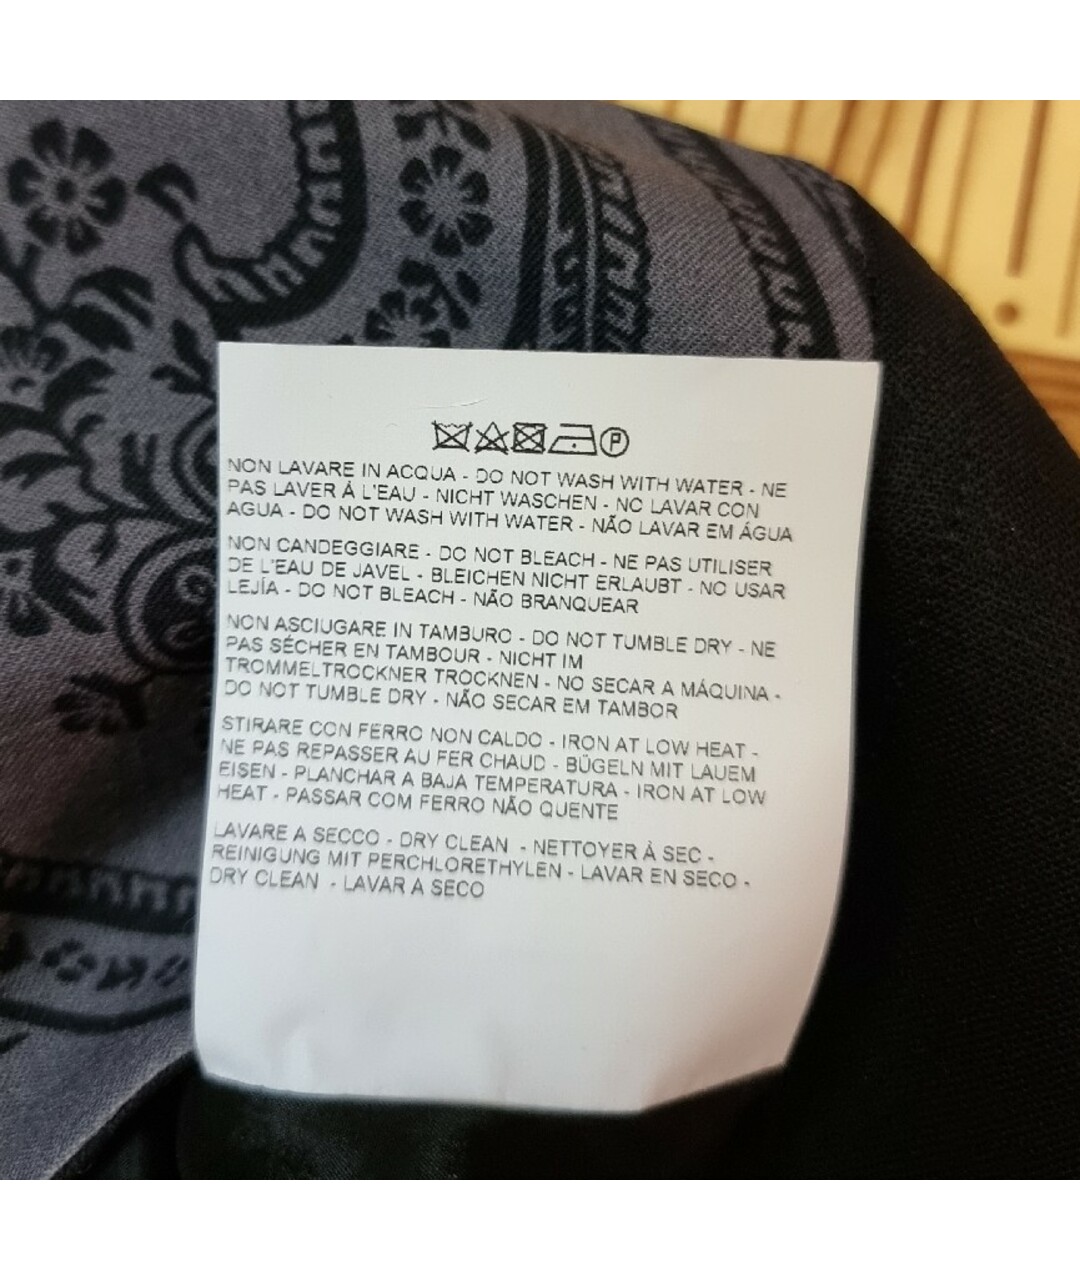 P
NON LAVARE IN ACQUA - DO NOT WASH WITH WATER - NE
PAS LAVER Á L'EAU - NICHT WASCHEN - NO LAVAR CON
AGUA - DO NOT WASH WITH WATER - NÃO LAVAR EM ÁGUA
NON CANDEGGIARE - DO NOT BLEACH - NE PAS UTILISER
DE L'EAU DE JAVEL - BLEICHEN NICHT ERLAUBT - NO USAR
LEJÍA - DO NOT BLEACH - NÃO BRANQUEAR
NON ASCIUGARE IN TAMBURO - DO NOT TUMBLE DRY - NE
PAS SÉCHER EN TAMBOUR - NICHT IM
TROMMELTROCKNER TROCKNEN - NO SECAR A MÁQUINA -
DO NOT TUMBLE DRY - NÃO SECAR EM TAMBOR
STIRARE CON FERRO NON CALDO - IRON AT LOW HEAT -
NE PAS REPASSER AU FER CHAUD - BÜGELN MIT LAUEM
EISEN - PLANCHAR A BAJA TEMPERATURA - IRON AT LOW
HEAT - PASSAR COM FERRO NÃO QUENTE
LAVARE A SECCO - DRY CLEAN - NETTOYER À SEC -
REINIGUNG MIT PERCHLORETHYLEN - LAVAR EN SECO -
DRY CLEAN - LAVAR A SECO